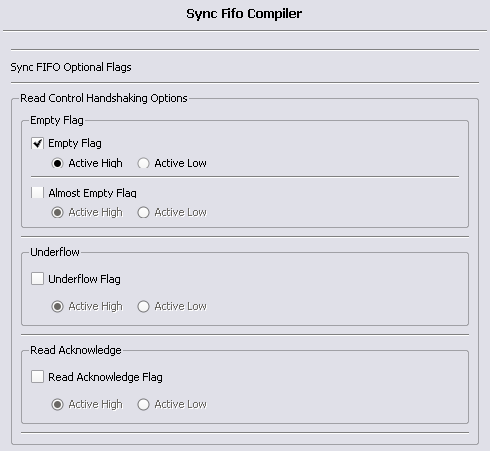 Sync Fifo Compiler
Sync FIFO Optional Flags
Read Control Handshaking Options
Empty Flag
Empty Flag
Active High Active Low
Almost Empty Flag
Active High Active Low
Underflow
Underflow Flag
Active High Active Low
Read Acknowledge
Read Acknowledge Flag
Active High Active Low